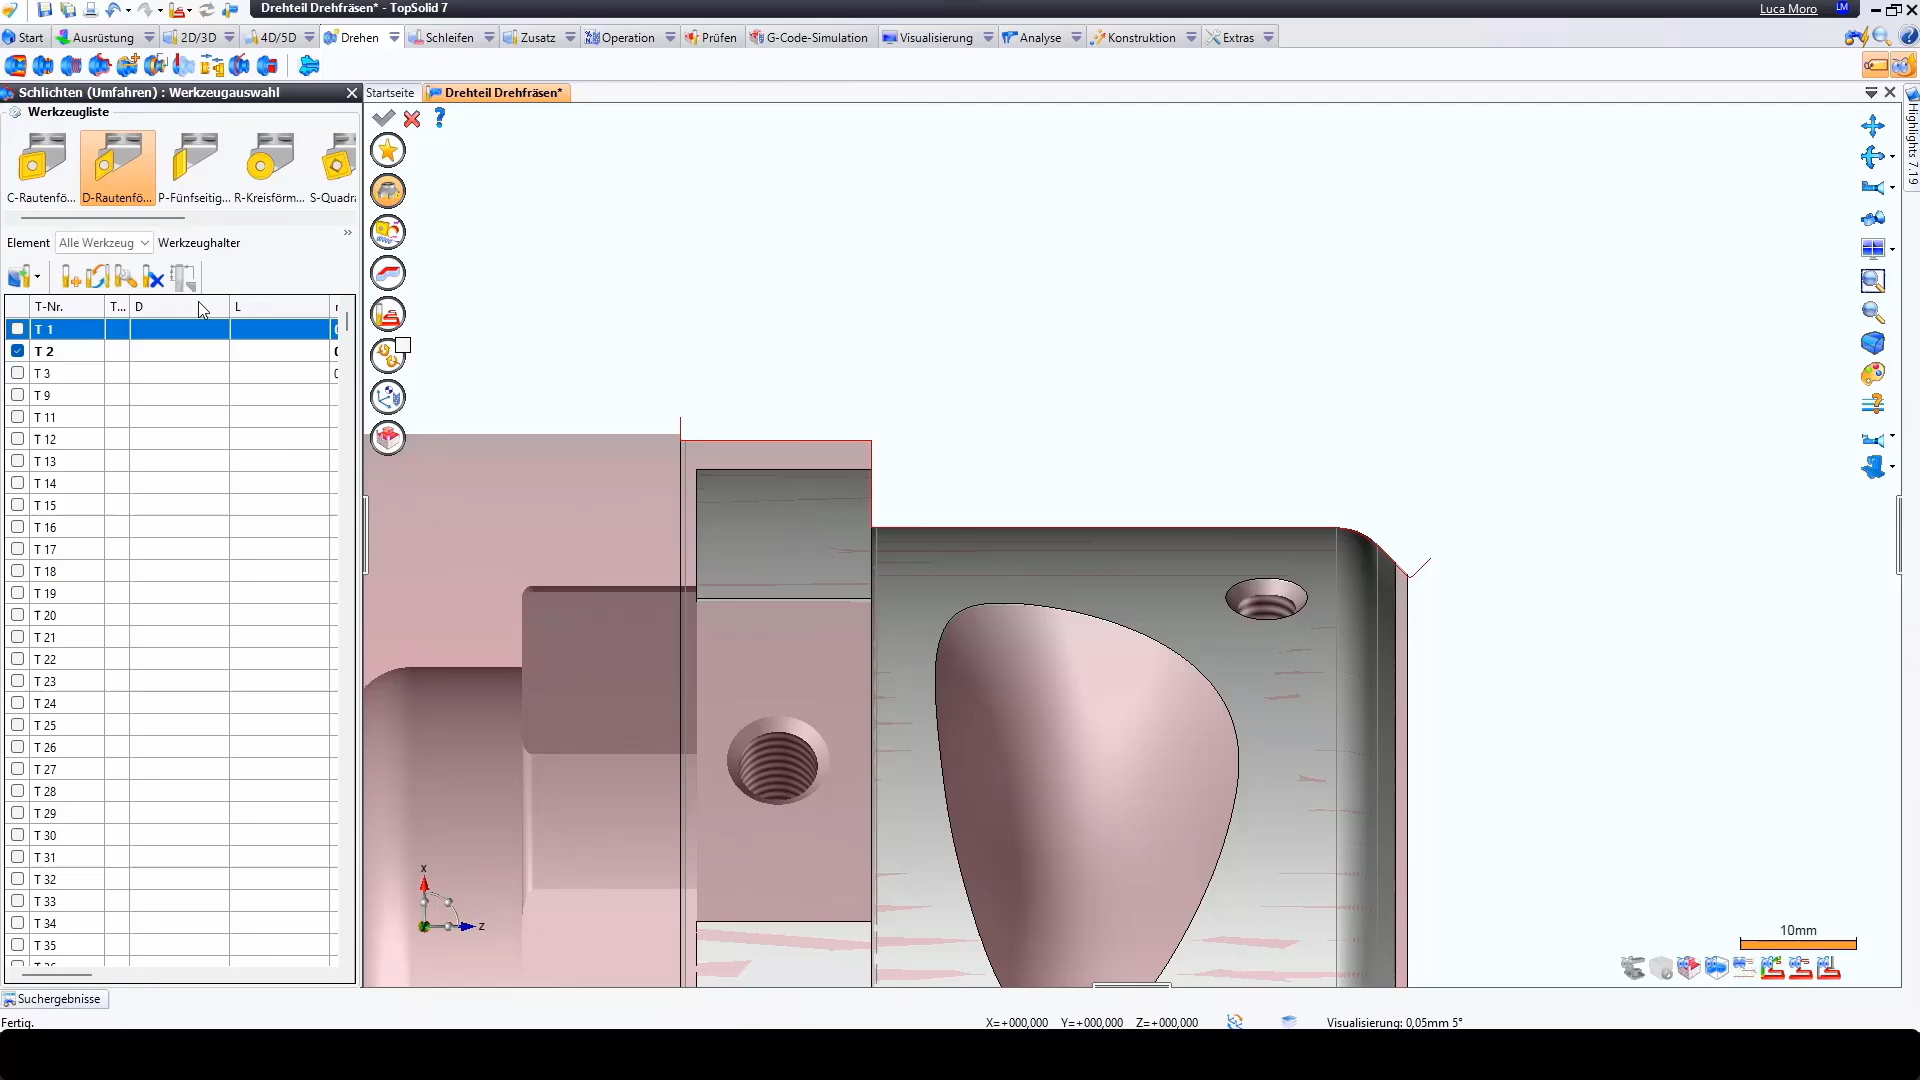 Drehteil Drehfräsen* - TopSolid 7
Luca Moro
LM
Start
Ausrüstung
2D/3D
4D/5D
Drehen
Schleifen
Zusatz
Operation
Prüfen
G-Code-Simulation
Visualisierung
Analyse
Konstruktion
Extras
Schlichten (Umfahren) : Werkzeugauswahl
Startseite
Drehteil Drehfräsen*
Highlights 7.19
Werkzeugliste
C-Rautenfö...
D-Rautenfö...
P-Fünfseitig...
R-Kreisförm...
S-Quadr
Element
Alle Werkzeug
Werkzeughalter
T-Nr.
T...
D
L
T 1
T 2
T 3
T 9
T 11
T 12
T 13
T 14
T 15
T 16
T 17
T 18
T 19
T 20
T 21
T 22
T 23
T 24
T 25
T 26
T 27
T 28
T 29
T 30
T 31
T 32
T 33
T 34
T 35
X
Z
10mm
Suchergebnisse
Fertig.
X=+000,000 Y=+000,000 Z=+000,000
Visualisierung: 0,05mm 5°